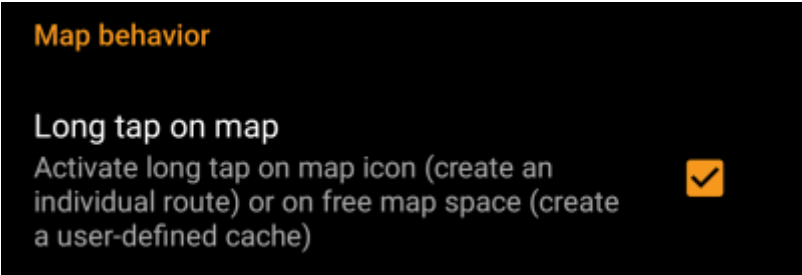 Map behavior
Long tap on map
Activate long tap on map icon (create an
individual route) or on free map space (create
a user-defined cache)